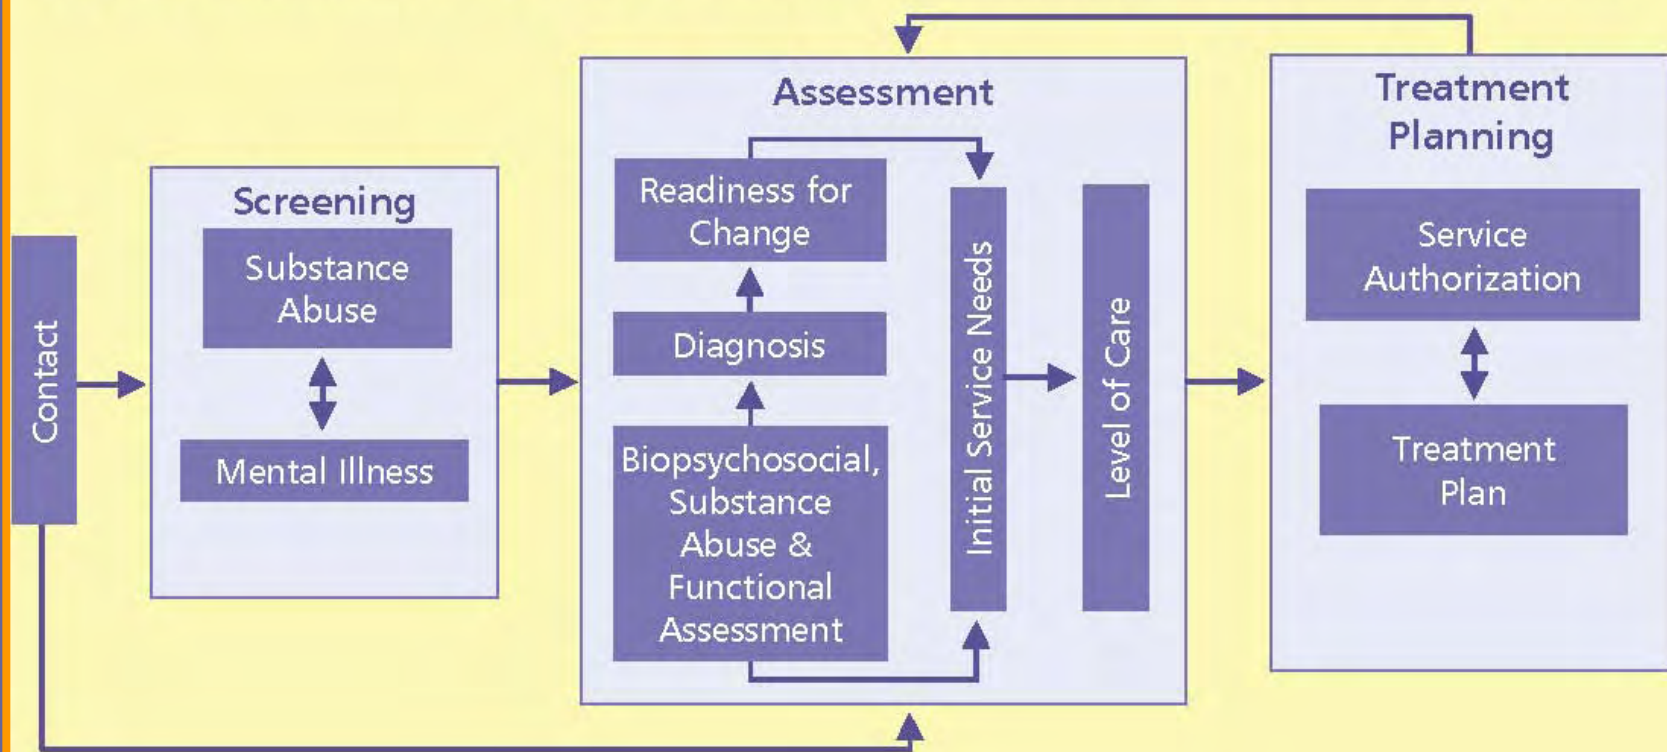 Contact
Screening
Substance
Abuse
Mental Illness
Assessment
Readiness for
Change
Diagnosis
Biopsychosocial,
Substance
Abuse &
Functional
Assessment
Initial Service Needs
Level of Care
Treatment
Planning
Service
Authorization
Treatment
Plan